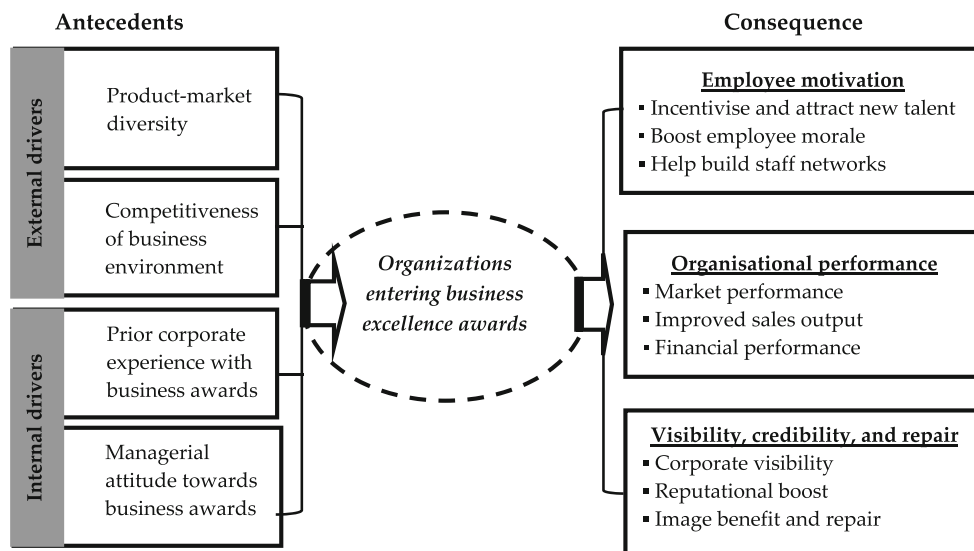 Antecedents
External drivers
Product-market
diversity
Competitiveness
of business
environment
Internal drivers
Prior corporate
experience with
business awards
Managerial
attitude towards
business awards
Organizations
entering business
excellence awards
Consequence
Employee motivation
▪ Incentivise and attract new talent
▪ Boost employee morale
▪ Help build staff networks
Organisational performance
▪ Market performance
▪ Improved sales output
▪ Financial performance
Visibility, credibility, and repair
▪ Corporate visibility
▪ Reputational boost
▪ Image benefit and repair